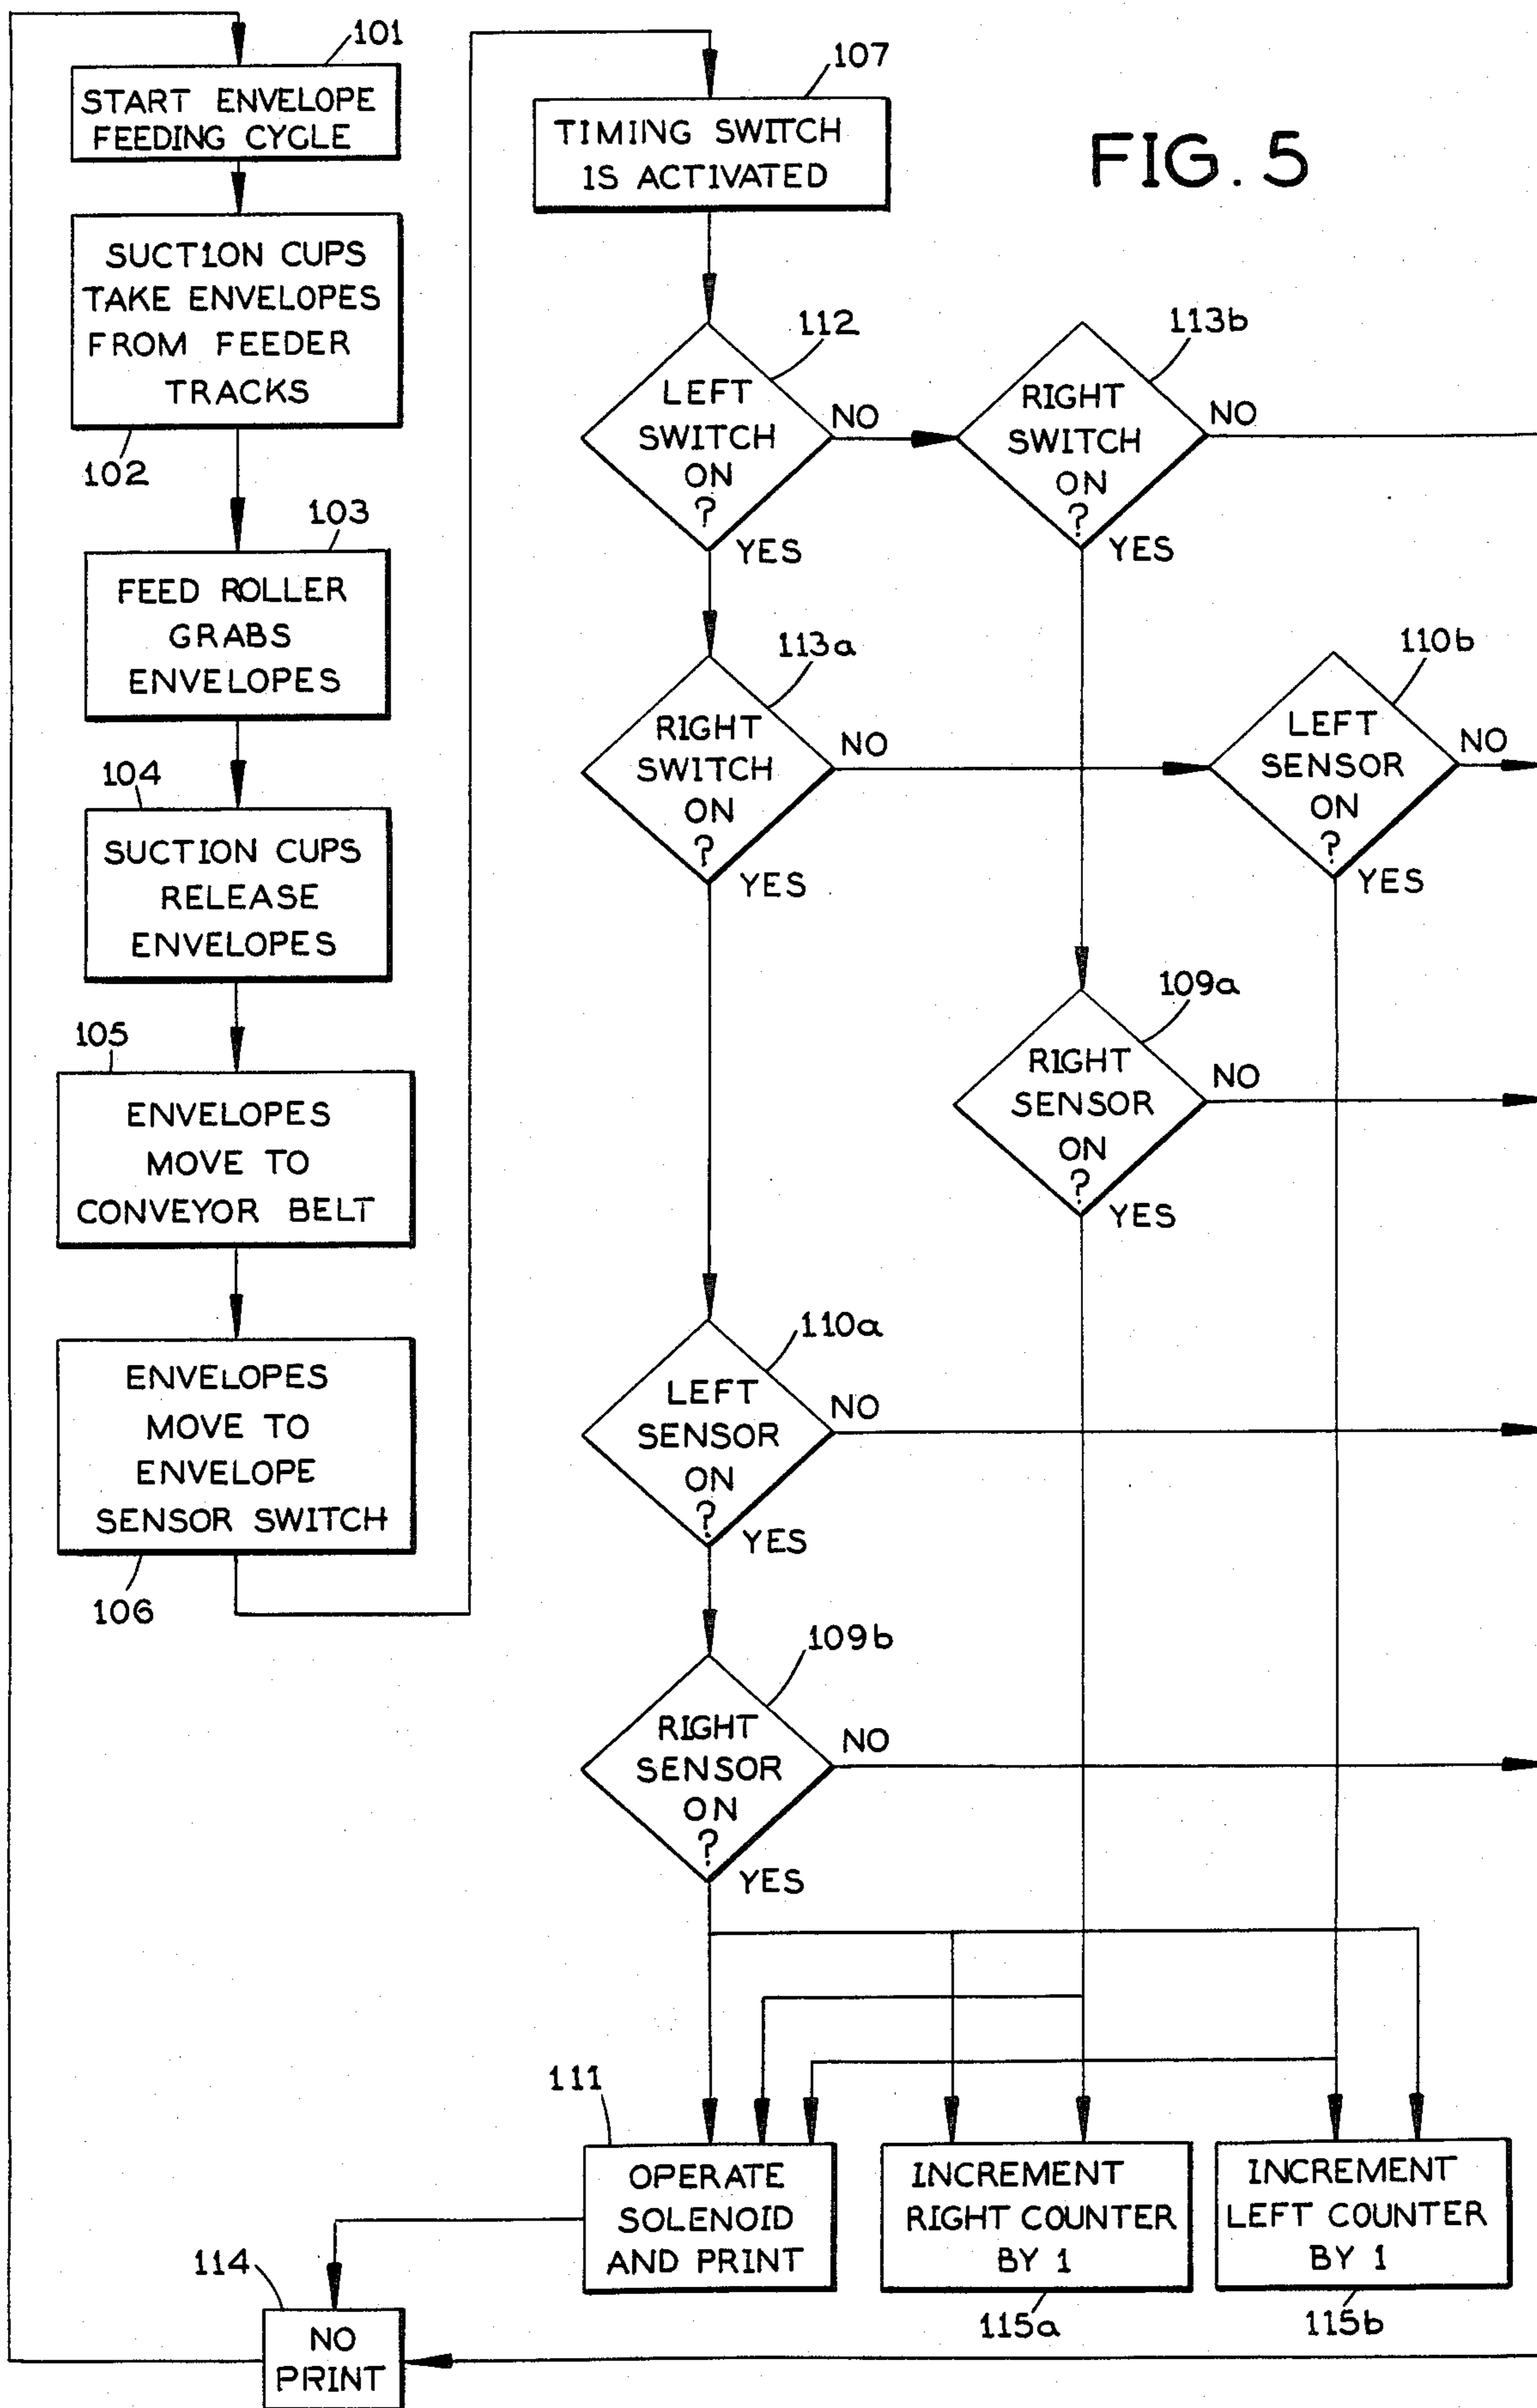 FIG. 5
101
START ENVELOPE
FEEDING CYCLE
SUCTION CUPS
TAKE ENVELOPES
FROM FEEDER
TRACKS
102
103
FEED ROLLER
GRABS
ENVELOPES
104
SUCTION CUPS
RELEASE
ENVELOPES
105
ENVELOPES
MOVE TO
CONVEYOR BELT
ENVELOPES
MOVE TO
ENVELOPE
SENSOR SWITCH
106
107
TIMING SWITCH
IS ACTIVATED
112
LEFT
SWITCH
ON
?
NO
YES
113b
RIGHT
SWITCH
ON
?
NO
YES
113a
RIGHT
SWITCH
ON
?
NO
YES
110b
LEFT
SENSOR
ON
?
NO
YES
109a
RIGHT
SENSOR
ON
?
NO
YES
110a
LEFT
SENSOR
ON
?
NO
YES
109b
RIGHT
SENSOR
ON
?
NO
YES
111
OPERATE
SOLENOID
AND PRINT
INCREMENT
RIGHT COUNTER
BY 1
115a
INCREMENT
LEFT COUNTER
BY 1
115b
114
NO
PRINT